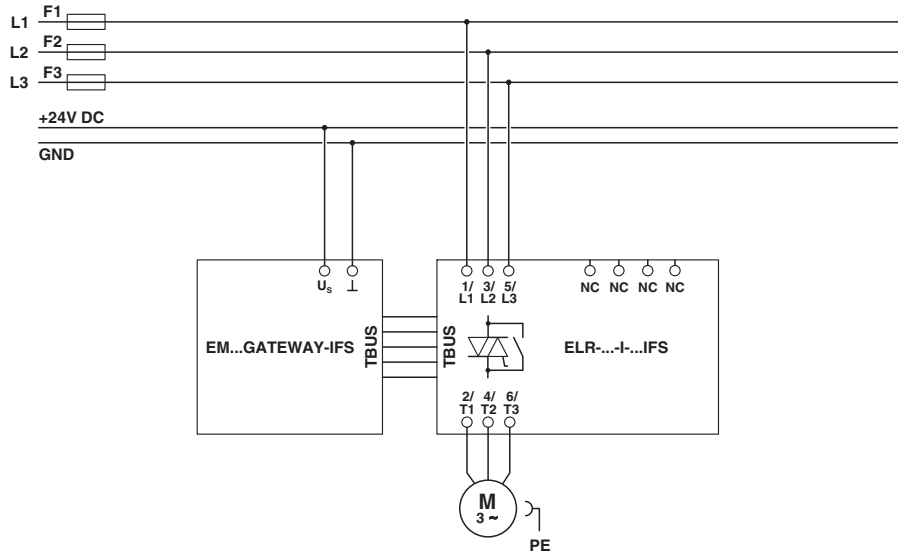 F1
L1
F2
L2
F3
L3
+24V DC
GND
Us ⊥
1/ 3/ 5/
L1 L2 L3
NC NC NC NC
EM...GATEWAY-IFS
TBUS
TBUS
ELR-...-I-...IFS
2/ 4/ 6/
T1 T2 T3
M
3 ~
PE